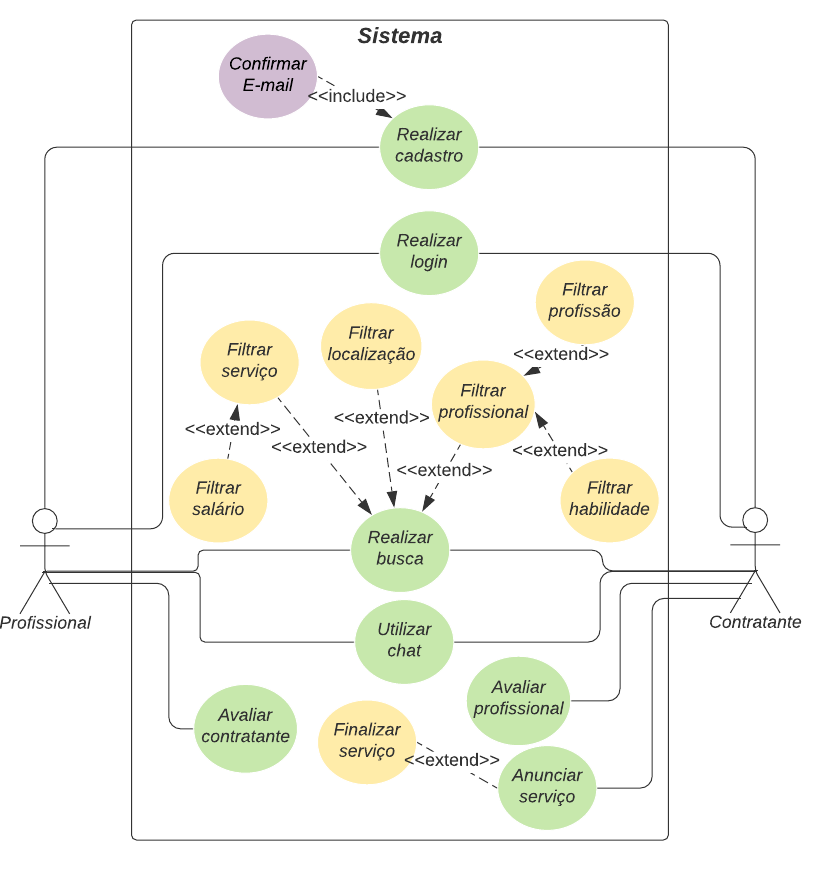 Sistema
Confirmar
E-mail
<<include>>
Realizar
cadastro
Realizar
login
Filtrar
profissão
<<extend>>
Filtrar
serviço
Filtrar
localização
Filtrar
profissional
<<extend>>
<<extend>>
<<extend>>
<<extend>>
<<extend>>
Filtrar
salário
Filtrar
habilidade
Realizar
busca
Profissional
Contratante
Utilizar
chat
Avaliar
contratante
Avaliar
profissional
Finalizar
serviço
<<extend>>
Anunciar
serviço